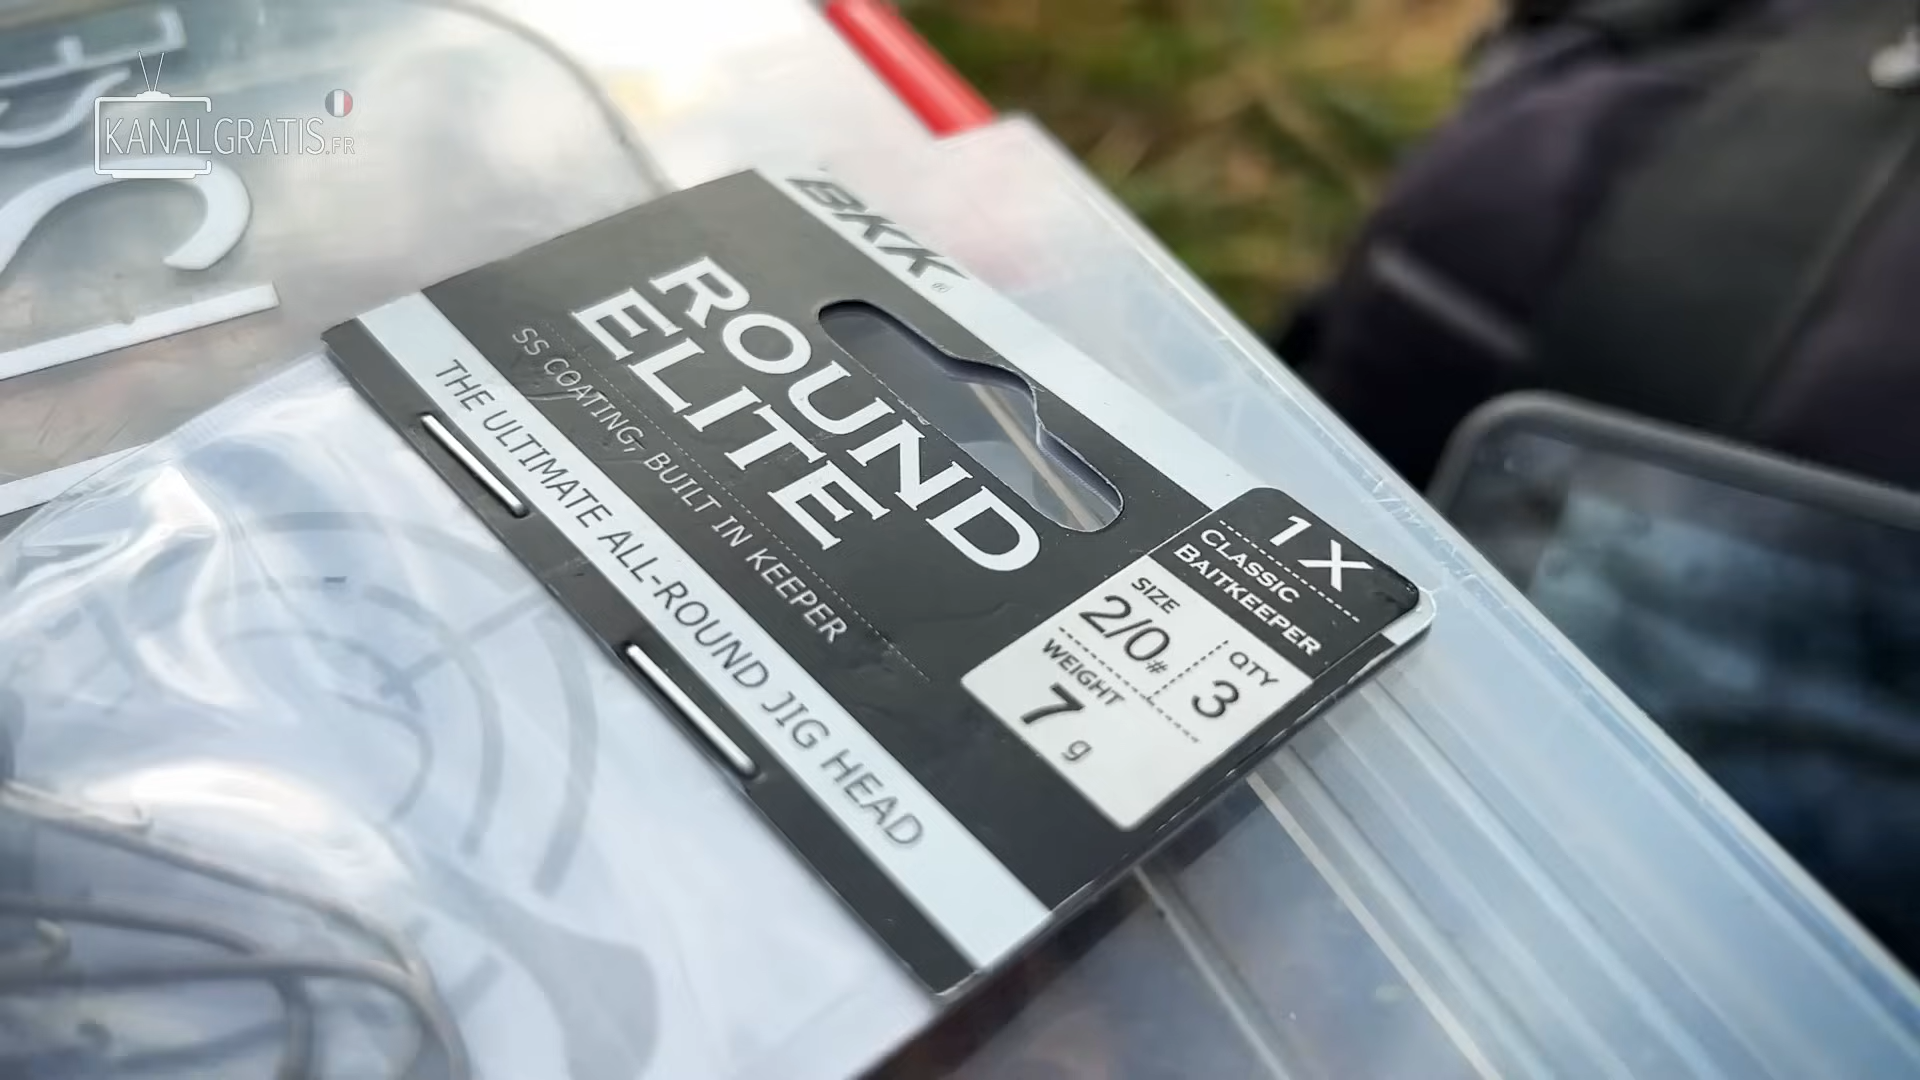 KANALGRATIS.FR
BKK®
ROUND
ELITE
SS COATING, BUILT IN KEEPER
THE ULTIMATE ALL-ROUND JIG HEAD
1X
CLASSIC
BAITKEEPER
SIZE
2/0#
QTY
3
WEIGHT
7 g